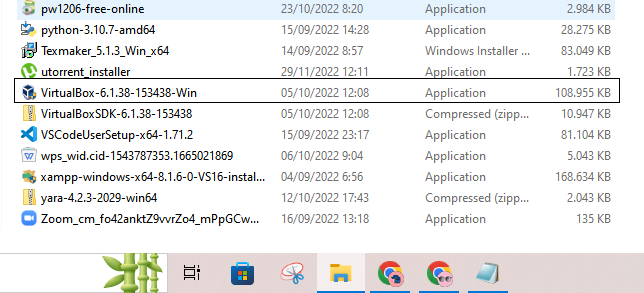 pw1206-free-online 23/10/2022 8:20 Application 2.984 KB
python-3.10.7-amd64 15/09/2022 14:28 Application 28.275 KB
Texmaker_5.1.3_Win_x64 14/09/2022 8:57 Windows Installer ... 83.049 KB
utorrent_installer 29/11/2022 12:11 Application 1.723 KB
VirtualBox-6.1.38-153438-Win 05/10/2022 12:08 Application 108.955 KB
VirtualBoxSDK-6.1.38-153438 05/10/2022 12:08 Compressed (zipp... 10.947 KB
VSCodeUserSetup-x64-1.71.2 15/09/2022 23:17 Application 81.104 KB
wps_wid.cid-1543787353.1665021869 06/10/2022 9:04 Application 5.043 KB
xampp-windows-x64-8.1.6-0-VS16-instal... 04/09/2022 6:56 Application 168.634 KB
yara-4.2.3-2029-win64 12/10/2022 17:43 Compressed (zipp... 2.043 KB
Zoom_cm_fo42anktZ9vvrZo4_mPpGCw... 16/09/2022 13:18 Application 135 KB